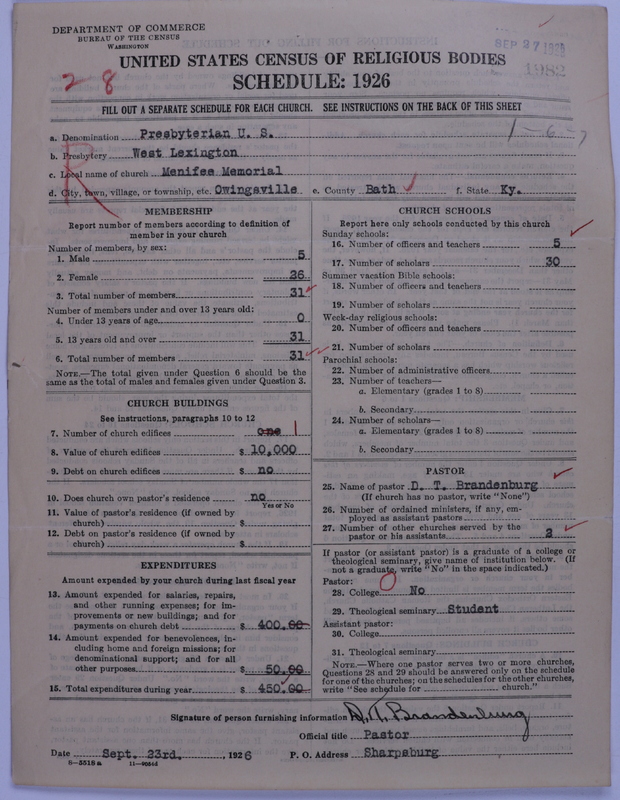 DEPARTMENT OF COMMERCE
BUREAU OF THE CENSUS
WASHINGTON
SEP 27 1926
1982
UNITED STATES CENSUS OF RELIGIOUS BODIES
SCHEDULE: 1926
2-8
FILL OUT A SEPARATE SCHEDULE FOR EACH CHURCH. SEE INSTRUCTIONS ON THE BACK OF THIS SHEET
a. Denomination Presbyterian U. S.
1-6-7
b. Presbytery West Lexington
R
c. Local name of church Menifee Memorial
d. City, town, village, or township, etc. Owingsville e. County Bath f. State Ky.
MEMBERSHIP
Report number of members according to definition of
member in your church
Number of members, by sex:
1. Male 5
2. Female 26
3. Total number of members 31
Number of members under and over 13 years old:
4. Under 13 years of age 0
5. 13 years old and over 31
6. Total number of members 31
NOTE.—The total given under Question 6 should be
same as the total of males and females given under Question 3.
CHURCH BUILDINGS
See instructions, paragraphs 10 to 12
7. Number of church edifices one 1
8. Value of church edifices $ 10,000
9. Debt on church edifices $ no
10. Does church own pastor's residence no
Yes or No
11. Value of pastor's residence (if owned by
church) $
12. Debt on pastor's residence (if owned by
church) $
EXPENDITURES
Amount expended by your church during last fiscal year
13. Amount expended for salaries, repairs,
and other running expenses; for im-
provements or new buildings; and for
payments on church debt $ 400.00
14. Amount expended for benevolences, in-
cluding home and foreign missions; for
denominational support; and for all
other purposes $ 50.00
15. Total expenditures during year $ 450.00
CHURCH SCHOOLS
Report here only schools conducted by this church
Sunday schools:
16. Number of officers and teachers 5
17. Number of scholars 30
Summer vacation Bible schools:
18. Number of officers and teachers
19. Number of scholars
Week-day religious schools:
20. Number of officers and teachers
21. Number of scholars
Parochial schools:
22. Number of administrative officers
23. Number of teachers—
a. Elementary (grades 1 to 8)
b. Secondary
24. Number of scholars—
a. Elementary (grades 1 to 8)
b. Secondary
PASTOR
25. Name of pastor D. T. Brandenburg
(If church has no pastor, write "None")
26. Number of ordained ministers, if any, em-
ployed as assistant pastors
27. Number of other churches served by the
pastor or his assistants
If pastor (or assistant pastor) is a graduate of a college or
theological seminary, give name of institution below. (If
not a graduate, write "No" in the space indicated.)
Pastor: 0
28. College No
29. Theological seminary Student
Assistant pastor:
30. College
31. Theological seminary
NOTE.—Where one pastor serves two or more churches,
Questions 28 and 29 should be answered only on the schedule
for one of the churches; on the schedules for the other churches,
write "See schedule for church."
Signature of person furnishing information D. T. Brandenburg
Official title Pastor
Date Sept. 23rd. , 1926 P. O. Address Sharpsburg
8-5518 a